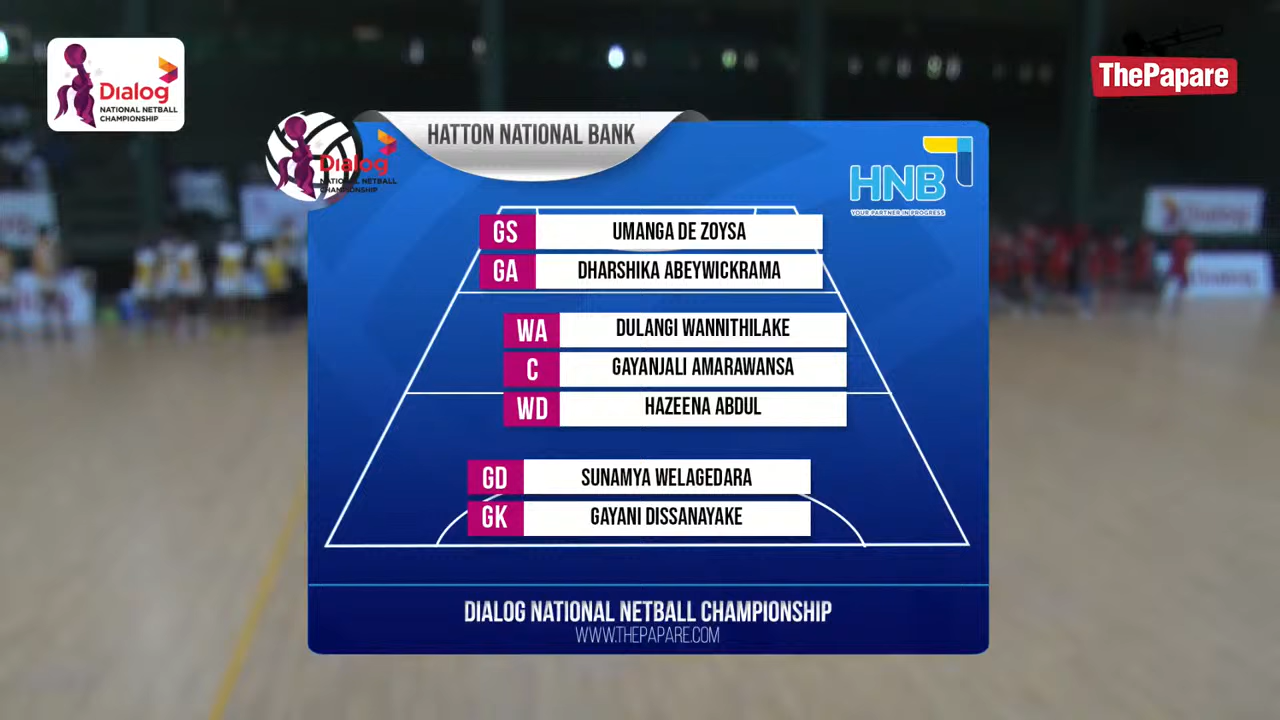 Dialog
NATIONAL NETBALL
CHAMPIONSHIP
ThePapare
HATTON NATIONAL BANK
Dialog
NATIONAL NETBALL
CHAMPIONSHIP
HNB
YOUR PARTNER IN PROGRESS
GS UMANGA DE ZOYSA
GA DHARSHIKA ABEYWICKRAMA
WA DULANGI WANNITHILAKE
C GAYANJALI AMARAWANSA
WD HAZEENA ABDUL
GD SUNAMYA WELAGEDARA
GK GAYANI DISSANAYAKE
DIALOG NATIONAL NETBALL CHAMPIONSHIP
WWW.THEPAPARE.COM